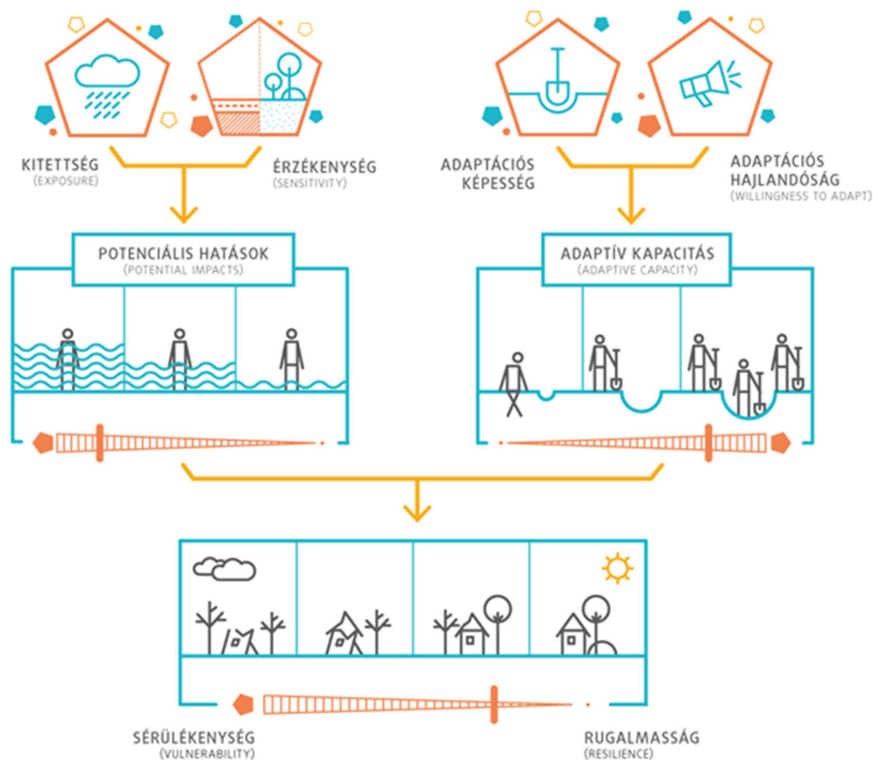 KITETTSÉG
(EXPOSURE)
ÉRZÉKENYSÉG
(SENSITIVITY)
ADAPTÁCIÓS
KÉPESSÉG
ADAPTÁCIÓS
HAJLANDÓSÁG
(WILLINGNESS TO ADAPT)
POTENCIÁLIS HATÁSOK
(POTENTIAL IMPACTS)
ADAPTÍV KAPACITÁS
(ADAPTIVE CAPACITY)
SÉRÜLÉKENYSÉG
(VULNERABILITY)
RUGALMASSÁG
(RESILIENCE)